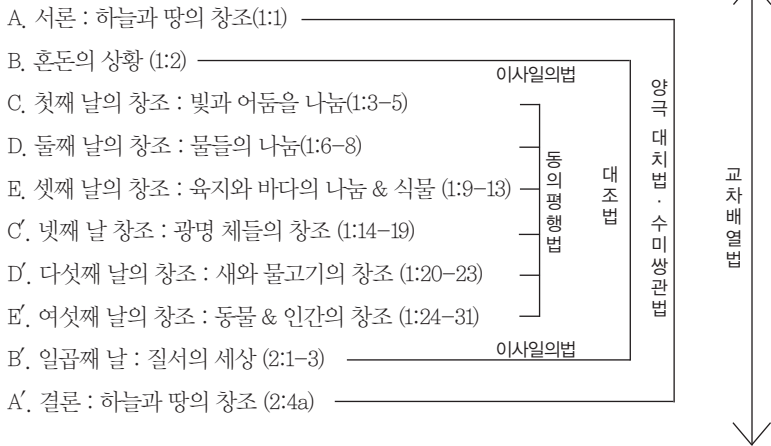 A. 서론 : 하늘과 땅의 창조(1:1)
B. 혼돈의 상황 (1:2)
이사일의법
C. 첫째 날의 창조 : 빛과 어둠을 나눔(1:3-5)
D. 둘째 날의 창조 : 물들의 나눔(1:6-8)
E. 셋째 날의 창조 : 육지와 바다의 나눔 & 식물 (1:9-13)
C′. 넷째 날 창조 : 광명 체들의 창조 (1:14-19)
D′. 다섯째 날의 창조 : 새와 물고기의 창조 (1:20-23)
E′. 여섯째 날의 창조 : 동물 & 인간의 창조 (1:24-31)
B′. 일곱째 날 : 질서의 세상 (2:1-3)
이사일의법
A′. 결론 : 하늘과 땅의 창조 (2:4a)
동의평행법
대조법
양극 대치법 · 수미쌍관법
교차배열법